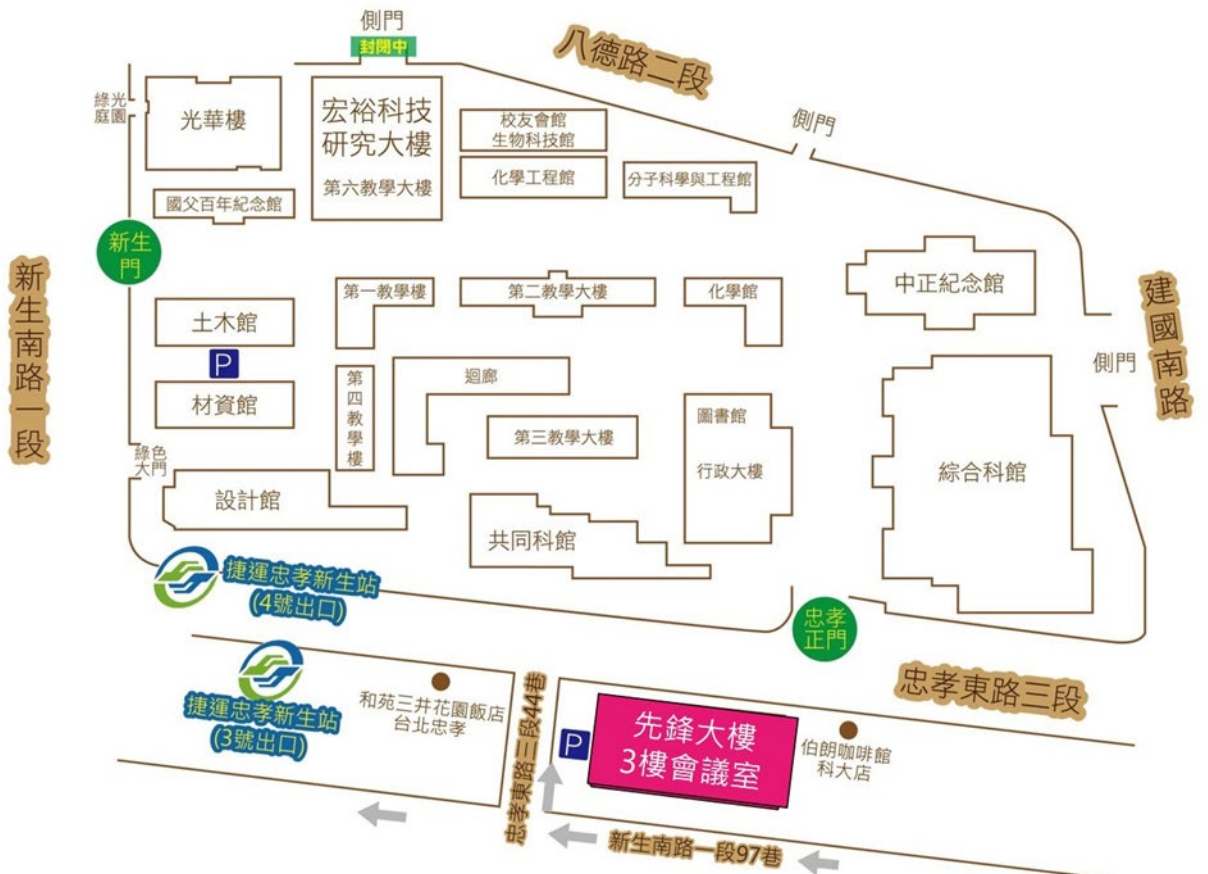 側門
封閉中
八德路二段
綠光
庭園
光華樓
宏裕科技
研究大樓
第六教學大樓
校友會館
生物科技館
化學工程館
分子科學與工程館
側門
國父百年紀念館
新生
門
新生南路一段
第一教學樓
第二教學大樓
化學館
中正紀念館
建國南路
側門
土木館
P
材資館
第四教學樓
迴廊
第三教學大樓
圖書館
行政大樓
綜合科館
綠色
大門
設計館
共同科館
捷運忠孝新生站
(4號出口)
忠孝
正門
忠孝東路三段
捷運忠孝新生站
(3號出口)
和苑三井花園飯店
台北忠孝
忠孝東路三段44巷
P
先鋒大樓
3樓會議室
伯朗咖啡館
科大店
新生南路一段97巷